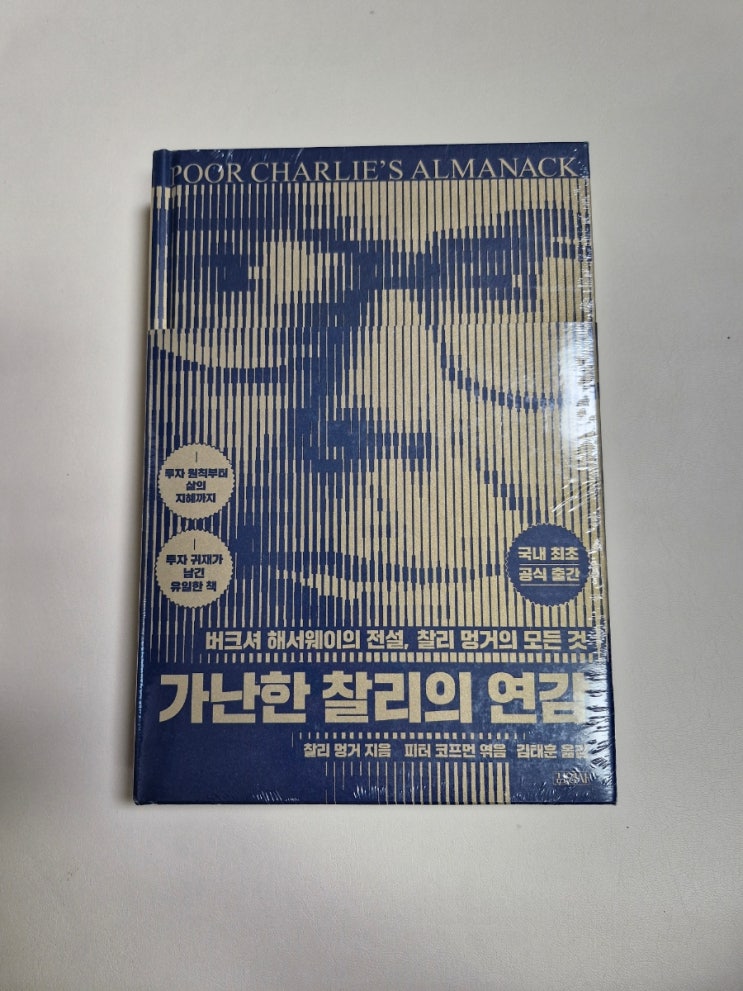 POOR CHARLIE'S ALMANACK
투자 원칙부터
삶의
지혜까지
투자 귀재가
남긴
유일한 책
국내 최초
공식 출간
버크셔 해서웨이의 전설, 찰리 멍거의 모든 것
가난한 찰리의 연감
찰리 멍거 지음 피터 코프먼 엮음 김태훈 옮김
김영사